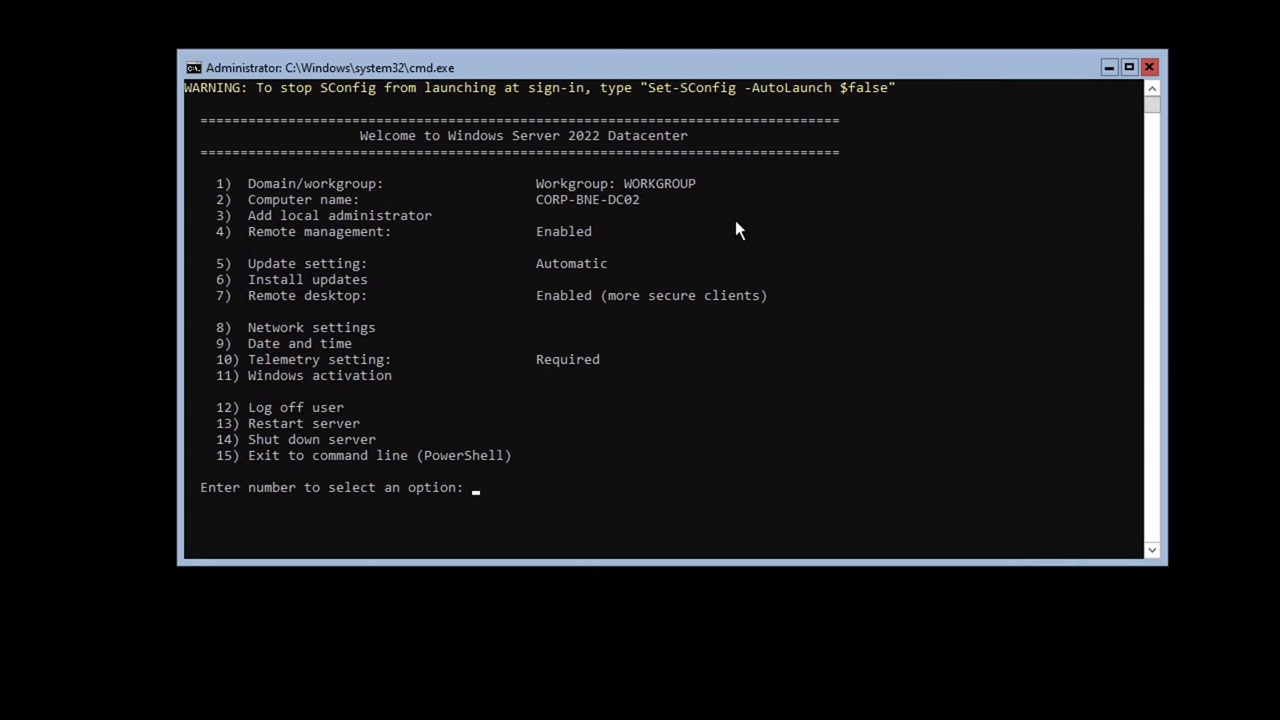 Administrator: C:\Windows\system32\cmd.exe
WARNING: To stop SConfig from launching at sign-in, type "Set-SConfig -AutoLaunch $false"
================================================================================
Welcome to Windows Server 2022 Datacenter
================================================================================
1) Domain/workgroup: Workgroup: WORKGROUP
2) Computer name: CORP-BNE-DC02
3) Add local administrator
4) Remote management: Enabled
5) Update setting: Automatic
6) Install updates
7) Remote desktop: Enabled (more secure clients)
8) Network settings
9) Date and time
10) Telemetry setting: Required
11) Windows activation
12) Log off user
13) Restart server
14) Shut down server
15) Exit to command line (PowerShell)
Enter number to select an option: